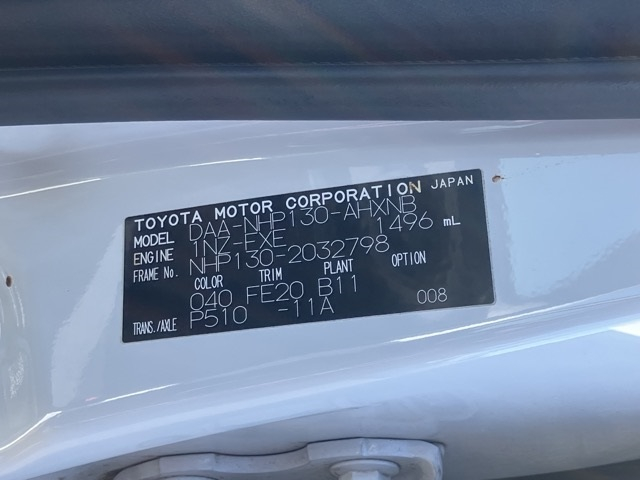 TOYOTA MOTOR CORPORATION JAPAN
MODEL DAA-NHP130-AHXNB
ENGINE 1NZ-EXE 1496 mL
FRAME No. NHP130-2032798
COLOR TRIM PLANT OPTION
040 FE20 B11
TRANS./AXLE P510 -11A 008